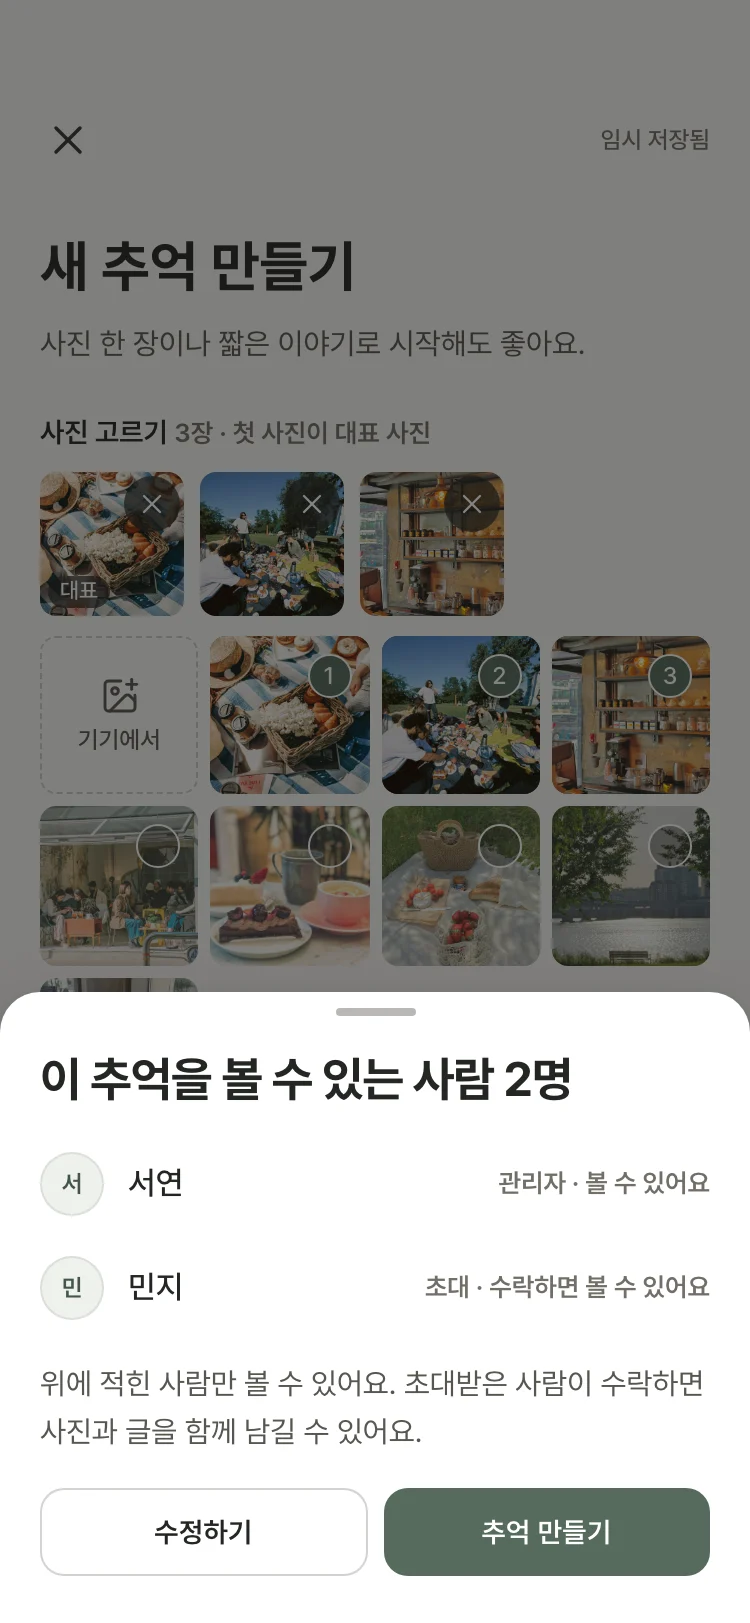 임시 저장됨
새 추억 만들기
사진 한 장이나 짧은 이야기로 시작해도 좋아요.
사진 고르기 3장 · 첫 사진이 대표 사진
대표
기기에서
1
2
3
이 추억을 볼 수 있는 사람 2명
서 서연 관리자 · 볼 수 있어요
민 민지 초대 · 수락하면 볼 수 있어요
위에 적힌 사람만 볼 수 있어요. 초대받은 사람이 수락하면
사진과 글을 함께 남길 수 있어요.
수정하기
추억 만들기